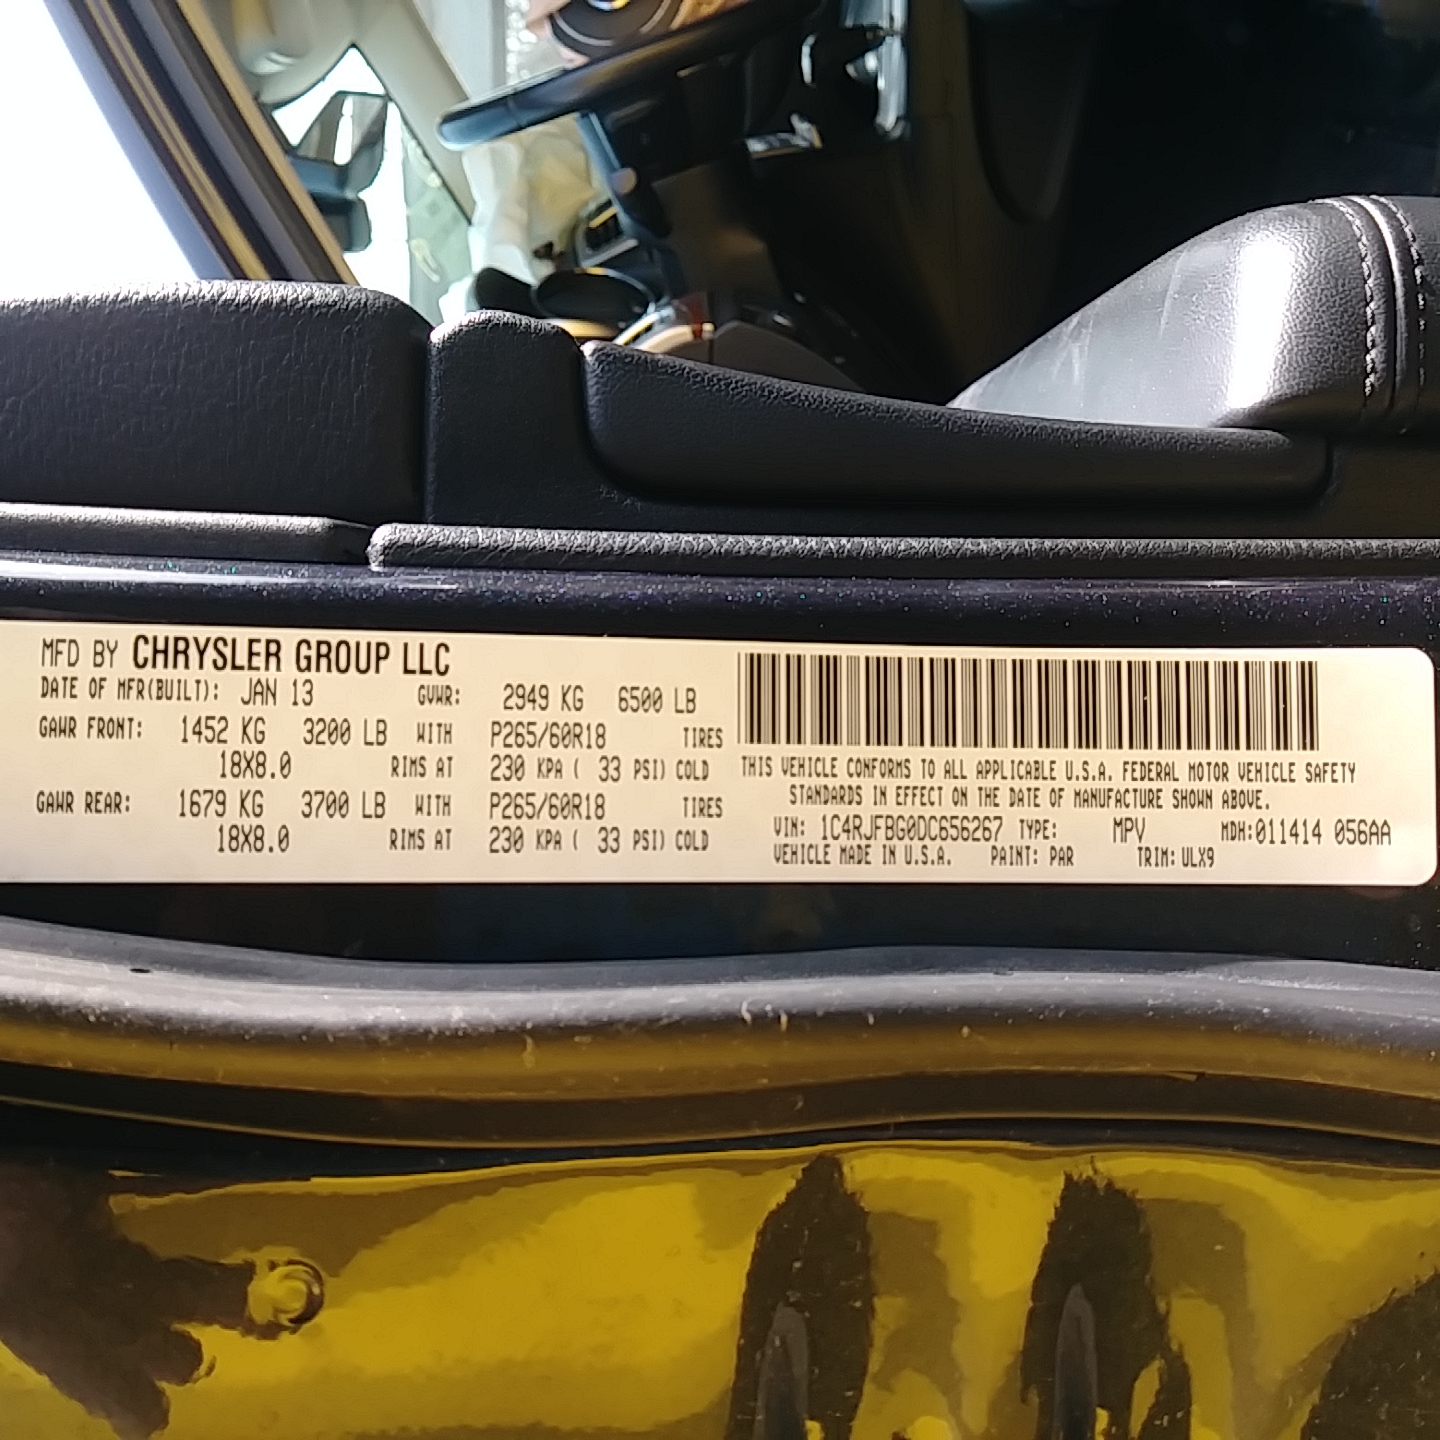 MFD BY CHRYSLER GROUP LLC
DATE OF MFR(BUILT): JAN 13 GVWR: 2949 KG 6500 LB
GAWR FRONT: 1452 KG 3200 LB WITH P265/60R18 TIRES
18X8.0 RIMS AT 230 KPA ( 33 PSI) COLD
GAWR REAR: 1679 KG 3700 LB WITH P265/60R18 TIRES
18X8.0 RIMS AT 230 KPA ( 33 PSI) COLD
THIS VEHICLE CONFORMS TO ALL APPLICABLE U.S.A. FEDERAL MOTOR VEHICLE SAFETY
STANDARDS IN EFFECT ON THE DATE OF MANUFACTURE SHOWN ABOVE.
VIN: 1C4RJFBG0DC656267 TYPE: MPV MDH:011414 056AA
VEHICLE MADE IN U.S.A. PAINT: PAR TRIM: ULX9